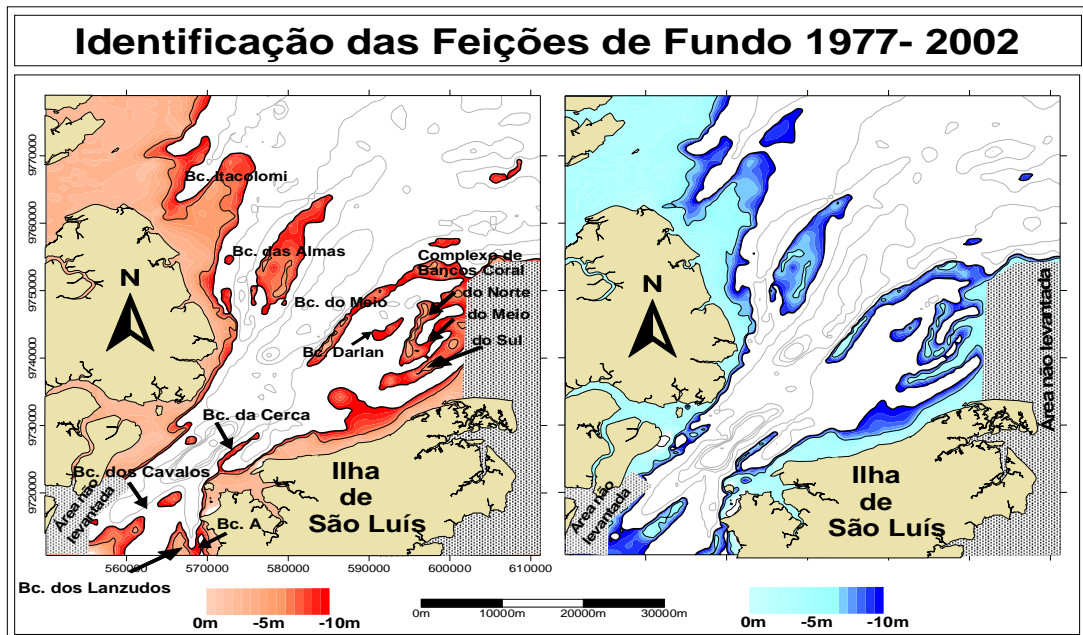 Identificação das Feições de Fundo 1977- 2002
9770000
9760000
9750000
9740000
9730000
9720000
Bc. Itacolomi
Bc. das Almas
Complexo de
Bancos Coral
N
Bc. do Meio
do Norte
do Meio
Bc. Darlan
do Sul
Bc. da Cerca
Bc. dos Cavalos
Ilha
de
São Luís
Área não
levantada
Bc. A
Bc. dos Lanzudos
560000
570000
580000
590000
600000
610000
N
Área não levantada
Ilha
de
São Luís
Área não
levantada
0m
-5m
-10m
0m
10000m
20000m
30000m
0m
-5m
-10m